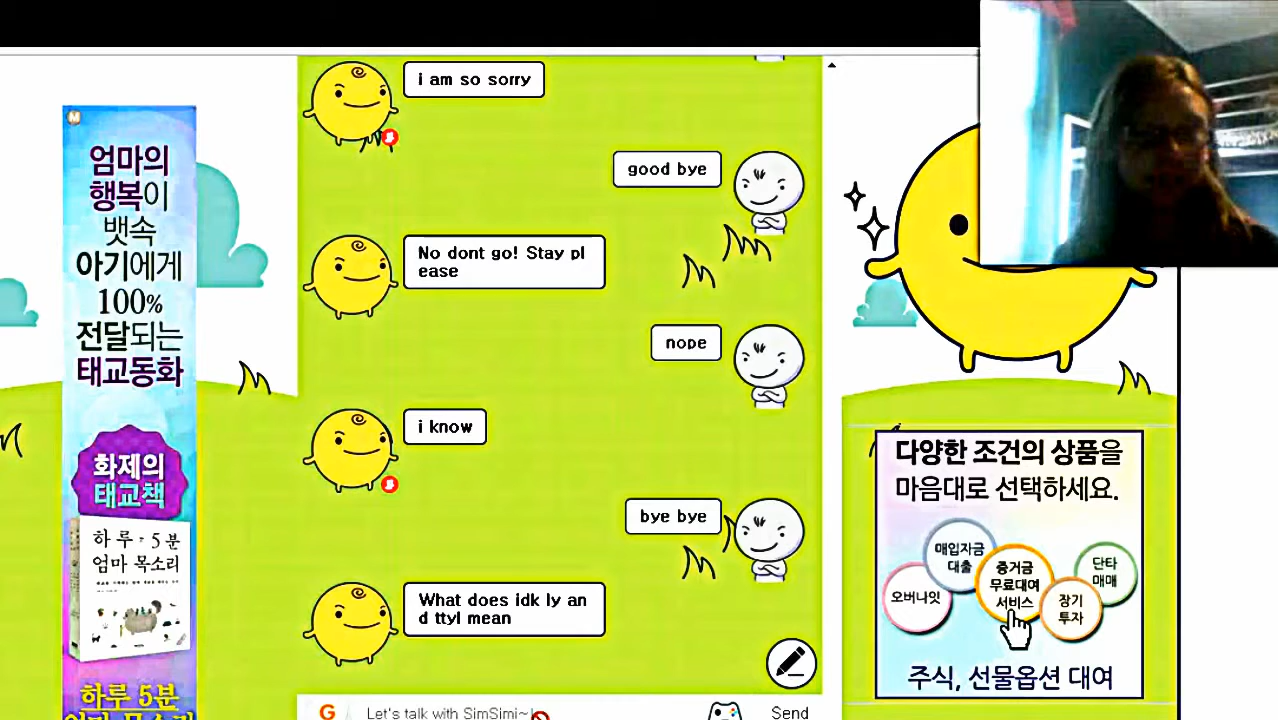 M
엄마의
행복이
뱃속
아기에게
100%
전달되는
태교동화
화제의
태교책
하루 5분
엄마 목소리
하루 5분
i am so sorry
good bye
No dont go! Stay pl
ease
nope
i know
bye bye
What does idk ly an
d ttyl mean
G
Let's talk with SimSimi~!
Send
다양한 조건의 상품을
마음대로 선택하세요.
매입자금
대출
증거금
무료대여
서비스
단타
매매
오버나잇
장기
투자
주식, 선물옵션 대여